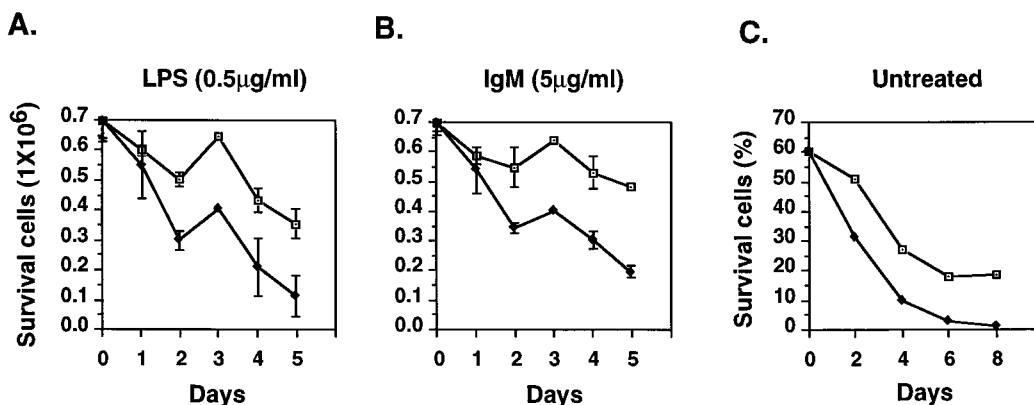 A.
LPS (0.5µg/ml)
Survival cells (1X10⁶)
0.7
0.6
0.5
0.4
0.3
0.2
0.1
0.0
0 1 2 3 4 5
Days
B.
IgM (5µg/ml)
0.7
0.6
0.5
0.4
0.3
0.2
0.1
0.0
0 1 2 3 4 5
Days
C.
Untreated
Survival cells (%)
70
60
50
40
30
20
10
0
0 2 4 6 8
Days